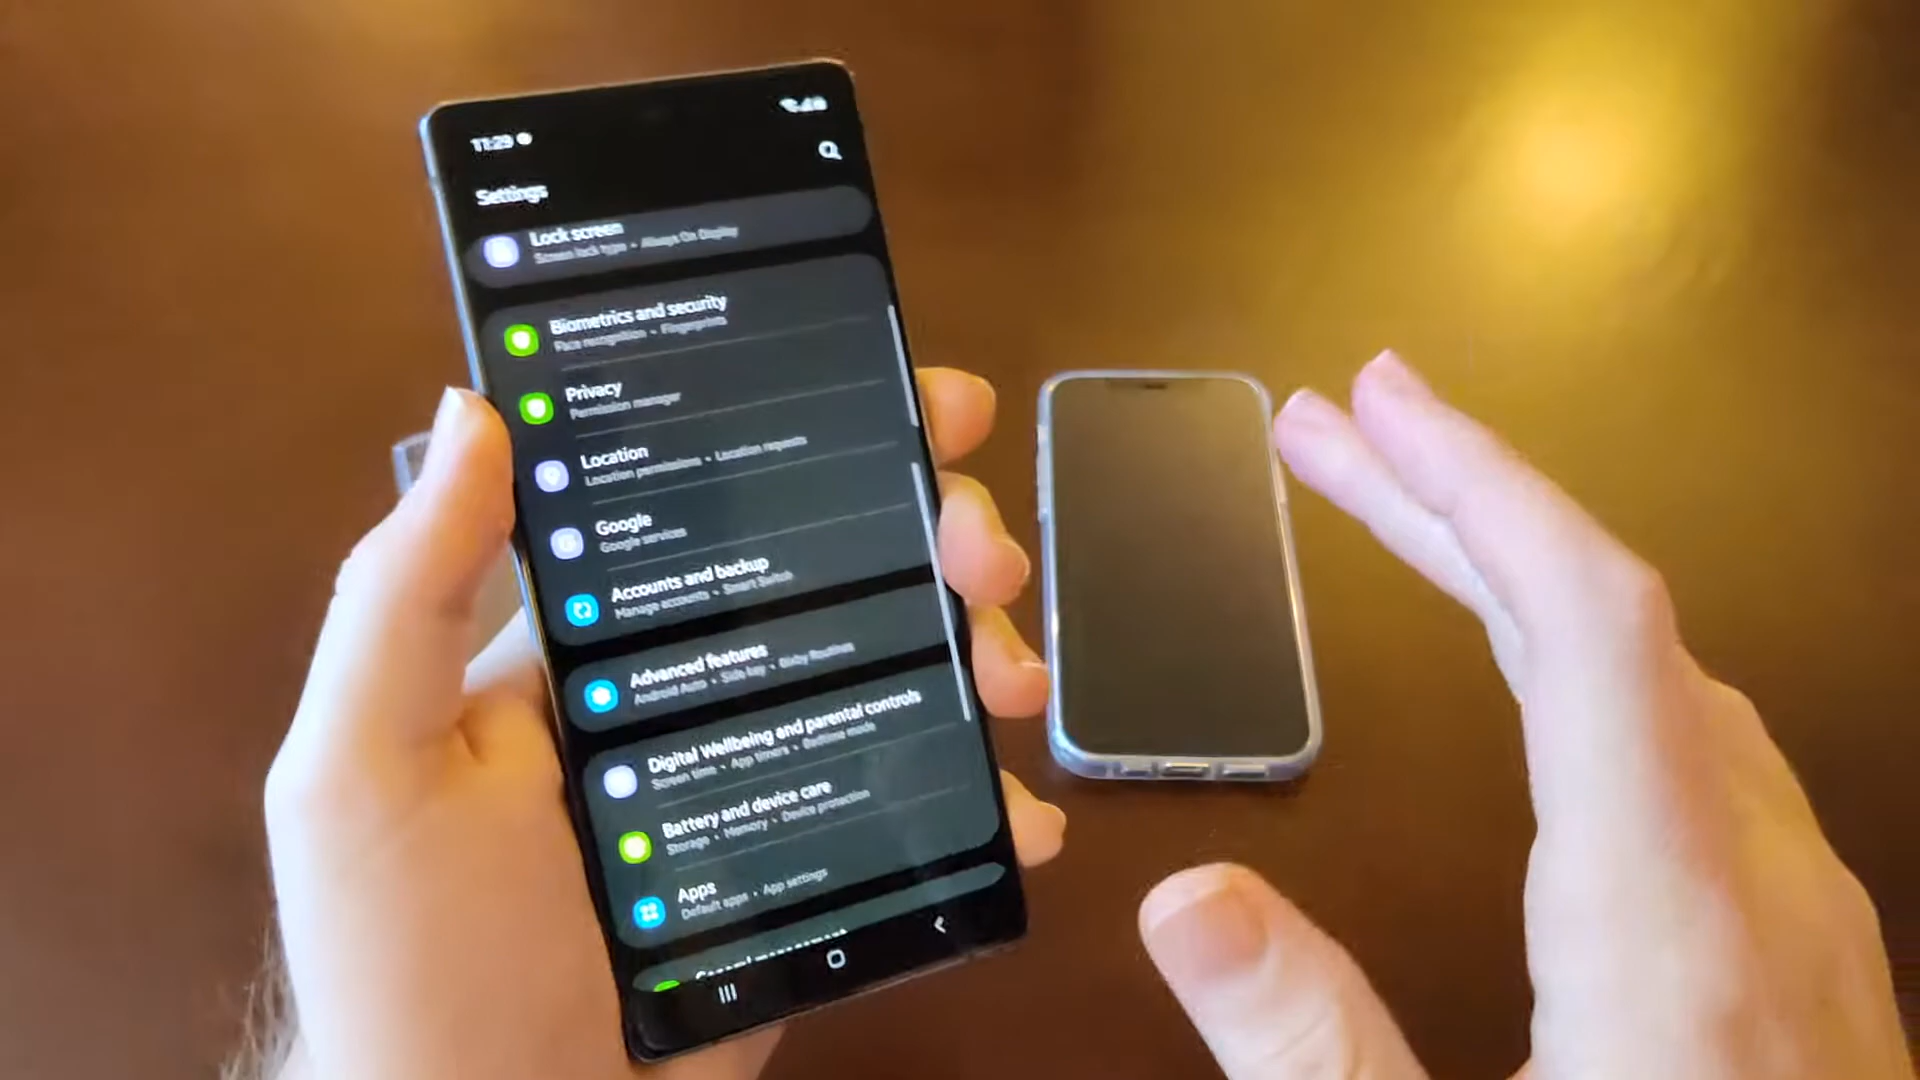 11:29
Settings
Lock screen
Screen lock type • Always On Display
Biometrics and security
Face recognition • Fingerprints
Privacy
Permission manager
Location
Location permissions • Location requests
Google
Google services
Accounts and backup
Manage accounts • Smart Switch
Advanced features
Android Auto • Side key • Bixby Routines
Digital Wellbeing and parental controls
Screen time • App timers • Bedtime mode
Battery and device care
Storage • Memory • Device protection
Apps
Default apps • App settings
General management